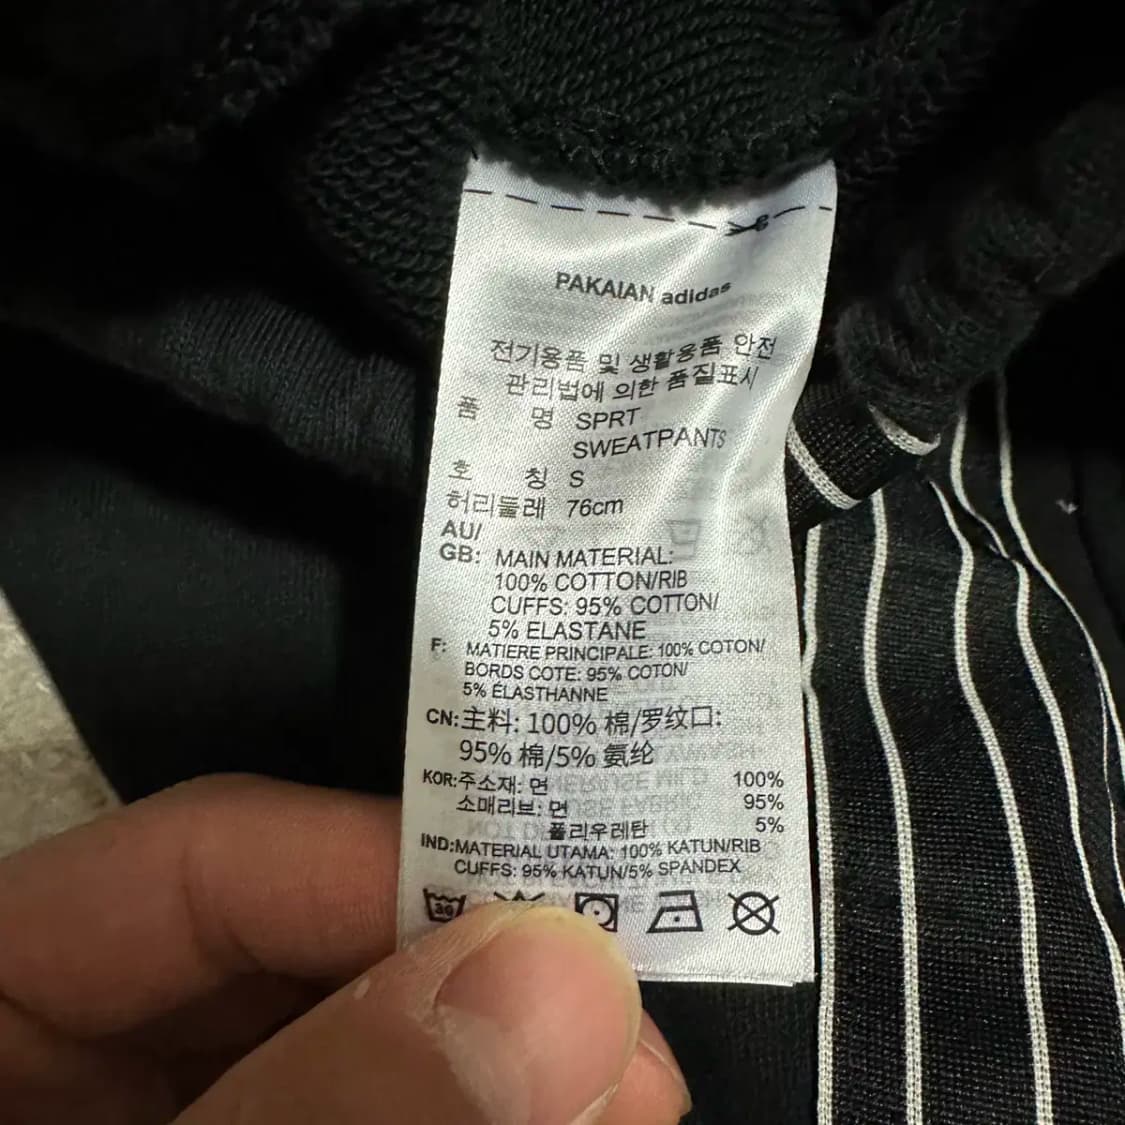 PAKAIAN adidas
전기용품 및 생활용품 안전
관리법에 의한 품질표시
품 명 SPRT
SWEATPANTS
호 칭 S
허리둘레 76cm
AU/
GB: MAIN MATERIAL:
100% COTTON/RIB
CUFFS: 95% COTTON/
5% ELASTANE
F: MATIERE PRINCIPALE: 100% COTON/
BORDS COTE: 95% COTON/
5% ÉLASTHANNE
CN:主料: 100% 棉/罗纹口:
95% 棉/5% 氨纶
KOR:주소재: 면 100%
소매리브: 면 95%
폴리우레탄 5%
IND:MATERIAL UTAMA: 100% KATUN/RIB
CUFFS: 95% KATUN/5% SPANDEX
30